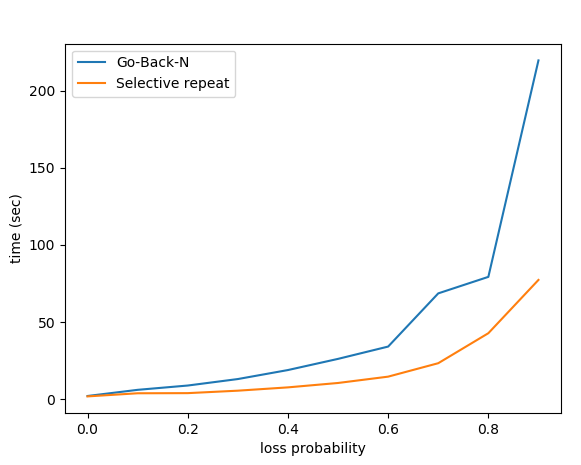 Go-Back-N
Selective repeat
200
150
100
50
0
time (sec)
0.0 0.2 0.4 0.6 0.8
loss probability